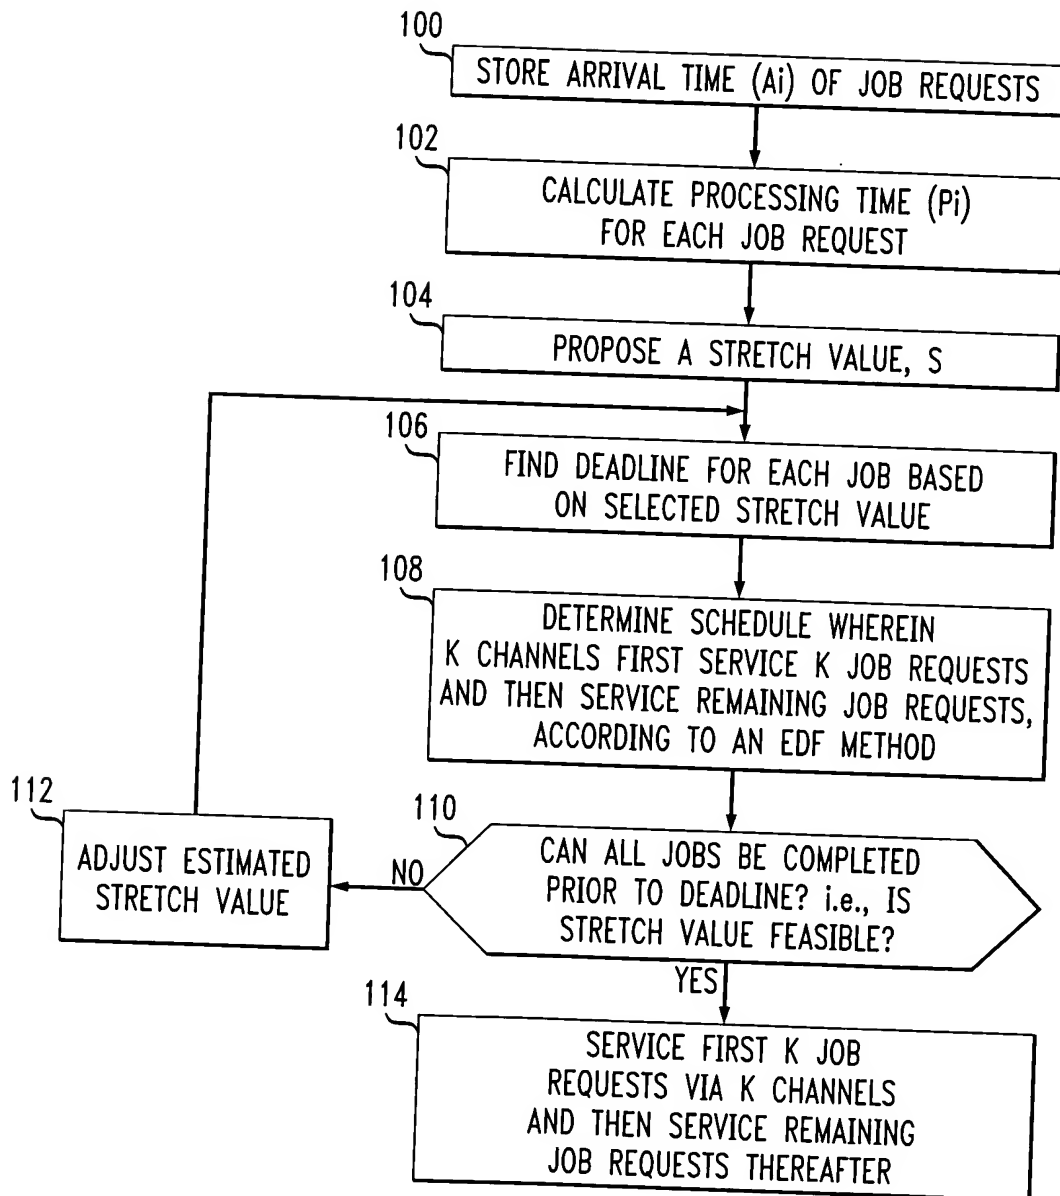 100
STORE ARRIVAL TIME (Ai) OF JOB REQUESTS
102
CALCULATE PROCESSING TIME (Pi)
FOR EACH JOB REQUEST
104
PROPOSE A STRETCH VALUE, S
106
FIND DEADLINE FOR EACH JOB BASED
ON SELECTED STRETCH VALUE
108
DETERMINE SCHEDULE WHEREIN
K CHANNELS FIRST SERVICE K JOB REQUESTS
AND THEN SERVICE REMAINING JOB REQUESTS,
ACCORDING TO AN EDF METHOD
112
ADJUST ESTIMATED
STRETCH VALUE
NO
110
CAN ALL JOBS BE COMPLETED
PRIOR TO DEADLINE? i.e., IS
STRETCH VALUE FEASIBLE?
YES
114
SERVICE FIRST K JOB
REQUESTS VIA K CHANNELS
AND THEN SERVICE REMAINING
JOB REQUESTS THEREAFTER